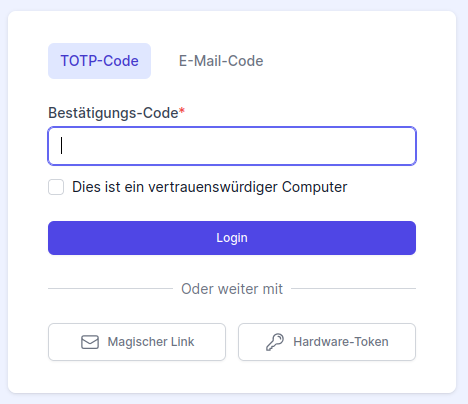 TOTP-Code E-Mail-Code
Bestätigungs-Code*
Dies ist ein vertrauenswürdiger Computer
Login
Oder weiter mit
Magischer Link Hardware-Token